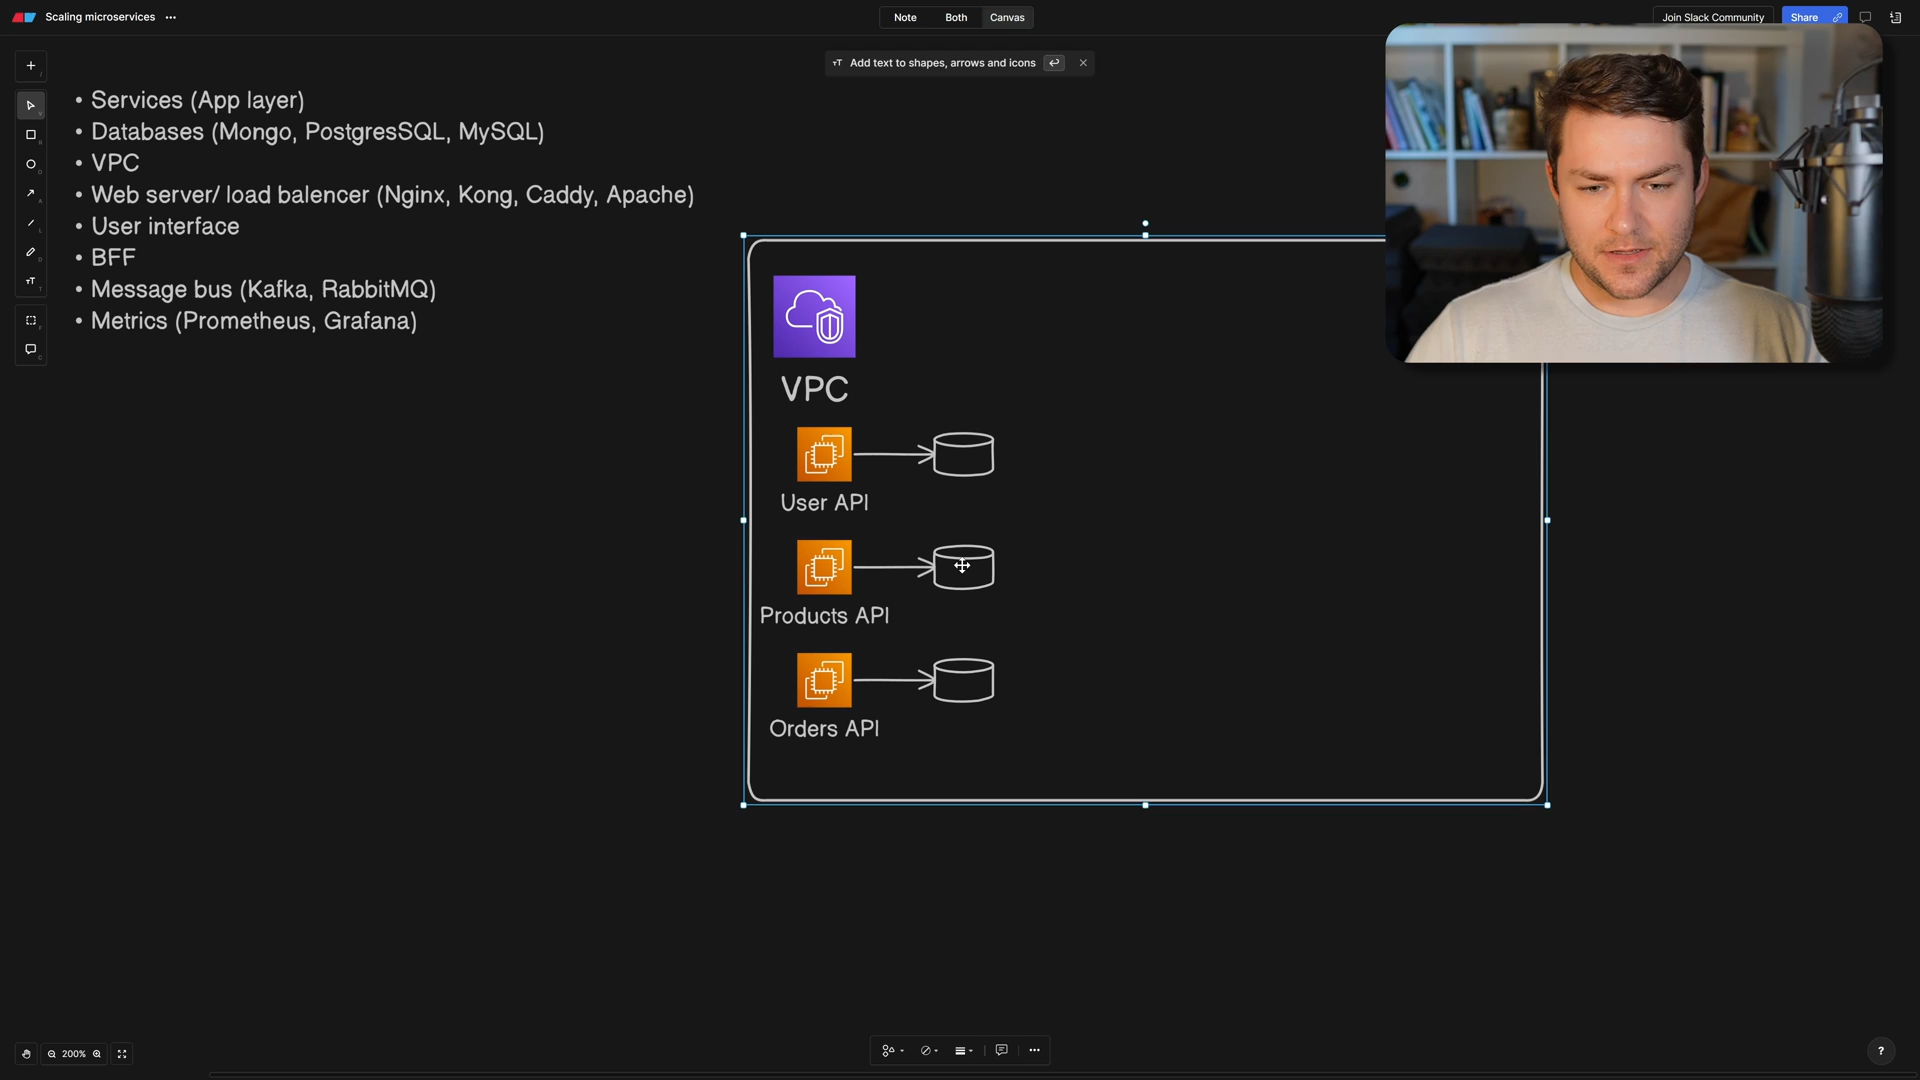 Scaling microservices
Note
Both
Canvas
Join Slack Community
Share
Add text to shapes, arrows and icons
• Services (App layer)
• Databases (Mongo, PostgresSQL, MySQL)
• VPC
• Web server/ load balencer (Nginx, Kong, Caddy, Apache)
• User interface
• BFF
• Message bus (Kafka, RabbitMQ)
• Metrics (Prometheus, Grafana)
VPC
User API
Products API
Orders API
200%
?